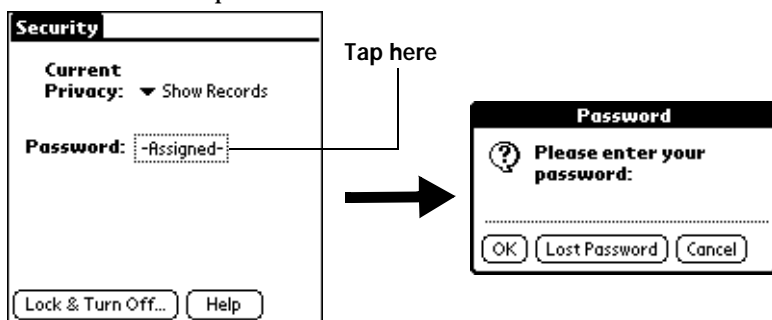 Security
Current
Privacy: Show Records
Password: -Assigned-
Lock & Turn Off... Help
Tap here
Password
Please enter your
password:
OK Lost Password Cancel